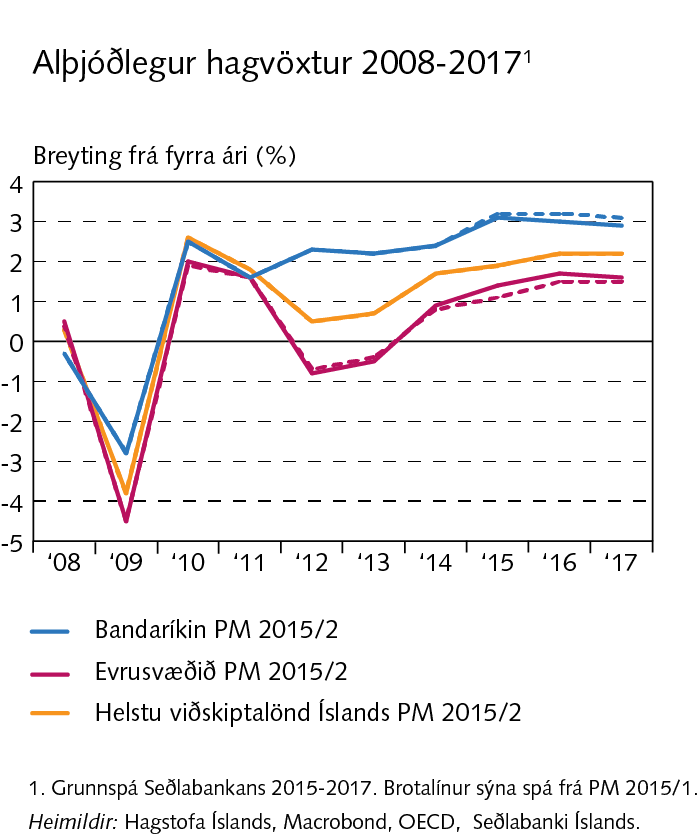 Alþjóðlegur hagvöxtur 2008-2017¹
Breyting frá fyrra ári (%)
4
3
2
1
0
-1
-2
-3
-4
-5
‘08 ‘09 ‘10 ‘11 ‘12 ‘13 ‘14 ‘15 ‘16 ‘17
Bandaríkin PM 2015/2
Evrusvæðið PM 2015/2
Helstu viðskiptalönd Íslands PM 2015/2
1. Grunnspá Seðlabankans 2015-2017. Brotalínur sýna spá frá PM 2015/1.
Heimildir: Hagstofa Íslands, Macrobond, OECD, Seðlabanki Íslands.